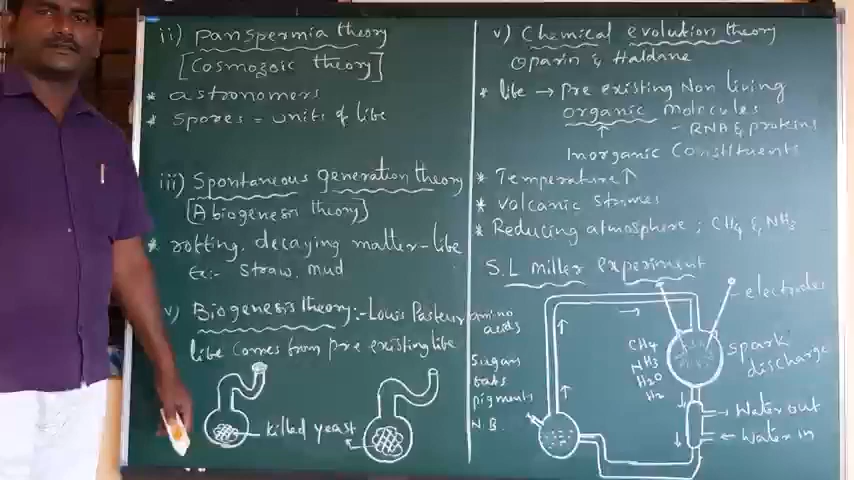 ii) Panspermia theory
[Cosmozoic theory]
* astronomers
* Spores = units of life
iii) Spontaneous generation theory
[Abiogenesis theory]
* rotting, decaying matter - life
Ex:- Straw, mud
v) Biogenesis theory:- Louis Pasteur
life comes from pre existing life
killed yeast
v) Chemical evolution theory
Oparin & Haldane
* life → Pre existing Non living
organic molecules
- RNA & proteins
Inorganic Constituents
* Temperature ↑
* volcanic stromes
* Reducing atmosphere ; CH4 & NH3
S.L miller experiment
electrodes
amino
acids
Sugars
fats
pigments
N.B.
CH4
NH3
H2O
H2
Spark
discharge
→ Water out
← Water in